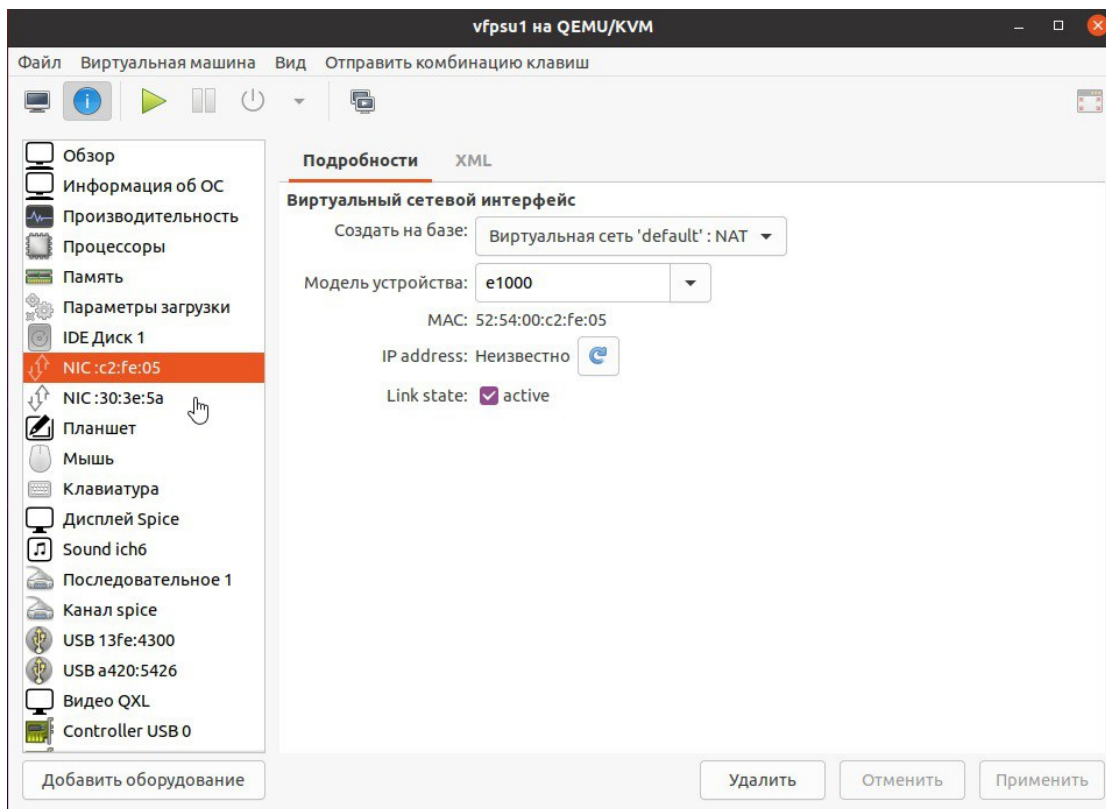 vfpsu1 на QEMU/KVM
Файл Виртуальная машина Вид Отправить комбинацию клавиш
Обзор
Информация об ОС
Производительность
Процессоры
Память
Параметры загрузки
IDE Диск 1
NIC :c2:fe:05
NIC :30:3e:5a
Планшет
Мышь
Клавиатура
Дисплей Spice
Sound ich6
Последовательное 1
Канал spice
USB 13fe:4300
USB a420:5426
Видео QXL
Controller USB 0
Добавить оборудование
Подробности XML
Виртуальный сетевой интерфейс
Создать на базе: Виртуальная сеть 'default' : NAT
Модель устройства: e1000
MAC: 52:54:00:c2:fe:05
IP address: Неизвестно
Link state: active
Удалить Отменить Применить